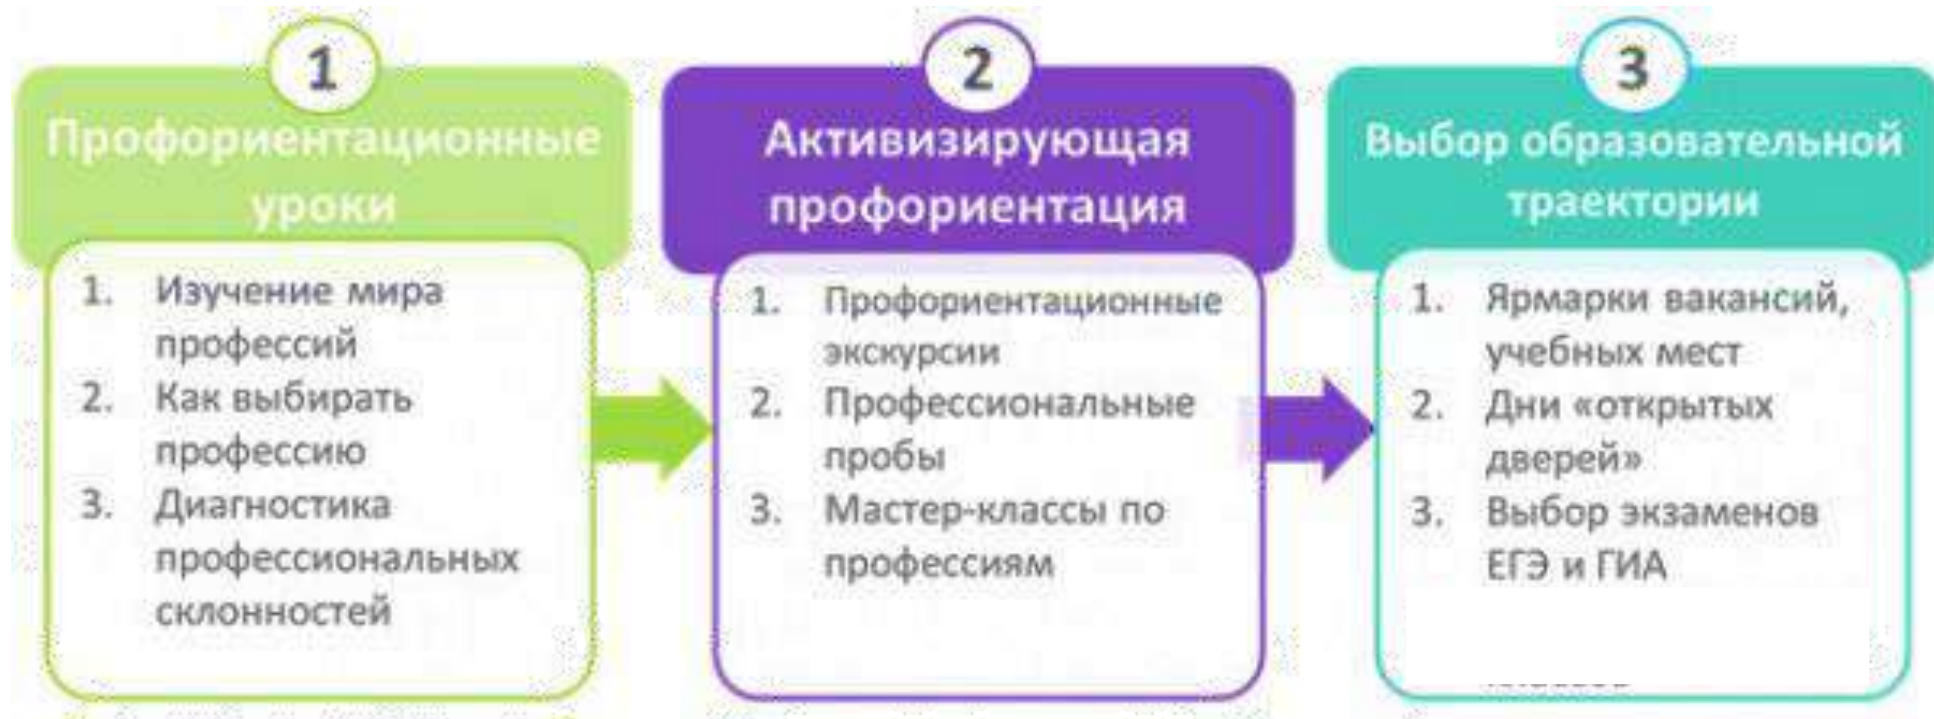 1
Профориентационные
уроки
1. Изучение мира
профессий
2. Как выбирать
профессию
3. Диагностика
профессиональных
склонностей
2
Активизирующая
профориентация
1. Профориентационные
экскурсии
2. Профессиональные
пробы
3. Мастер-классы по
профессиям
3
Выбор образовательной
траектории
1. Ярмарки вакансий,
учебных мест
2. Дни «открытых
дверей»
3. Выбор экзаменов
ЕГЭ и ГИА